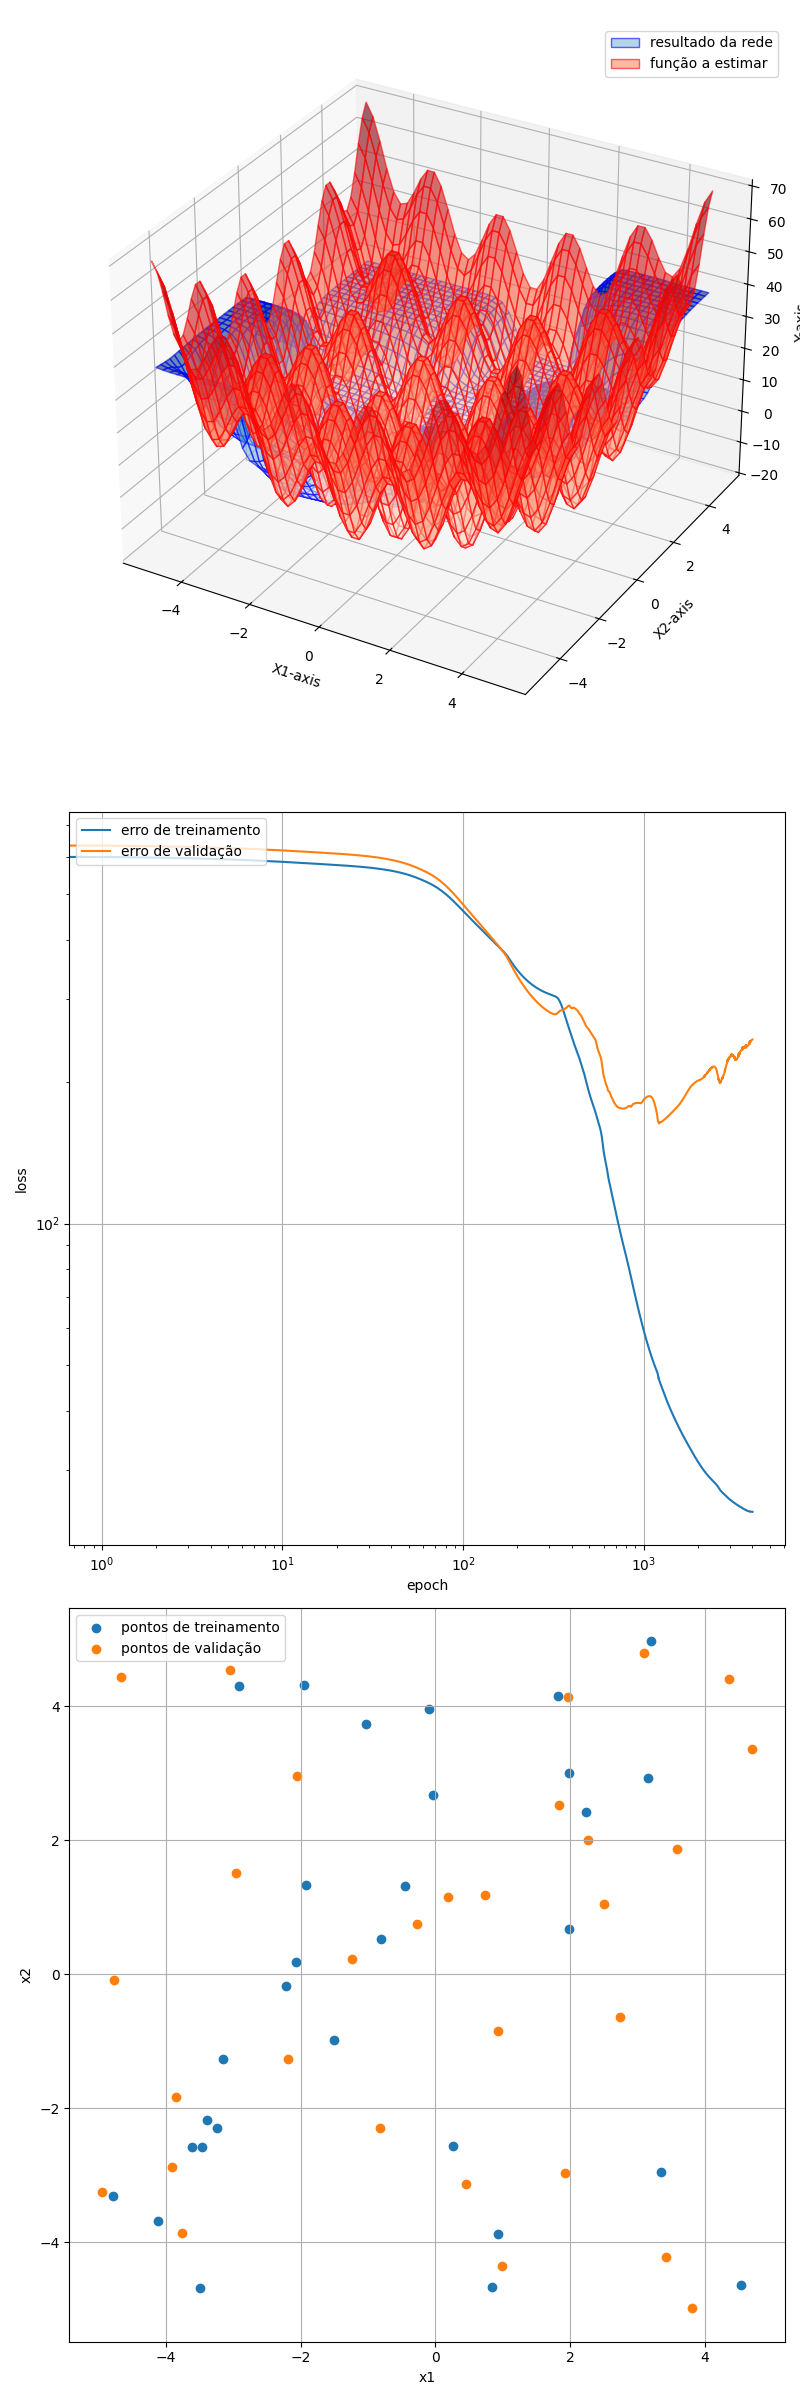 resultado da rede
função a estimar
70
60
50
40
30
20
10
0
−10
−20
4
2
0
−2
−4
X2-axis
−4
−2
0
2
4
X1-axis
erro de treinamento
erro de validação
loss
10²
10⁰ 10¹ 10² 10³
epoch
pontos de treinamento
pontos de validação
4
2
0
−2
−4
x2
−4 −2 0 2 4
x1